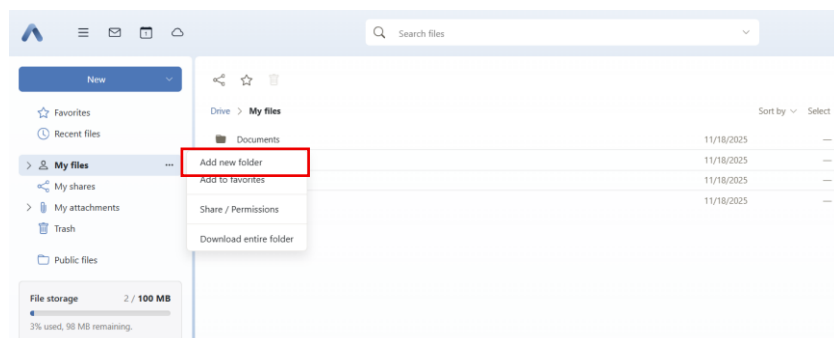 Search files
New
Favorites
Recent files
My files
My shares
My attachments
Trash
Public files
File storage 2 / 100 MB
3% used, 98 MB remaining.
Drive > My files
Sort by Select
Documents 11/18/2025 —
11/18/2025 —
11/18/2025 —
11/18/2025 —
Add new folder
Add to favorites
Share / Permissions
Download entire folder